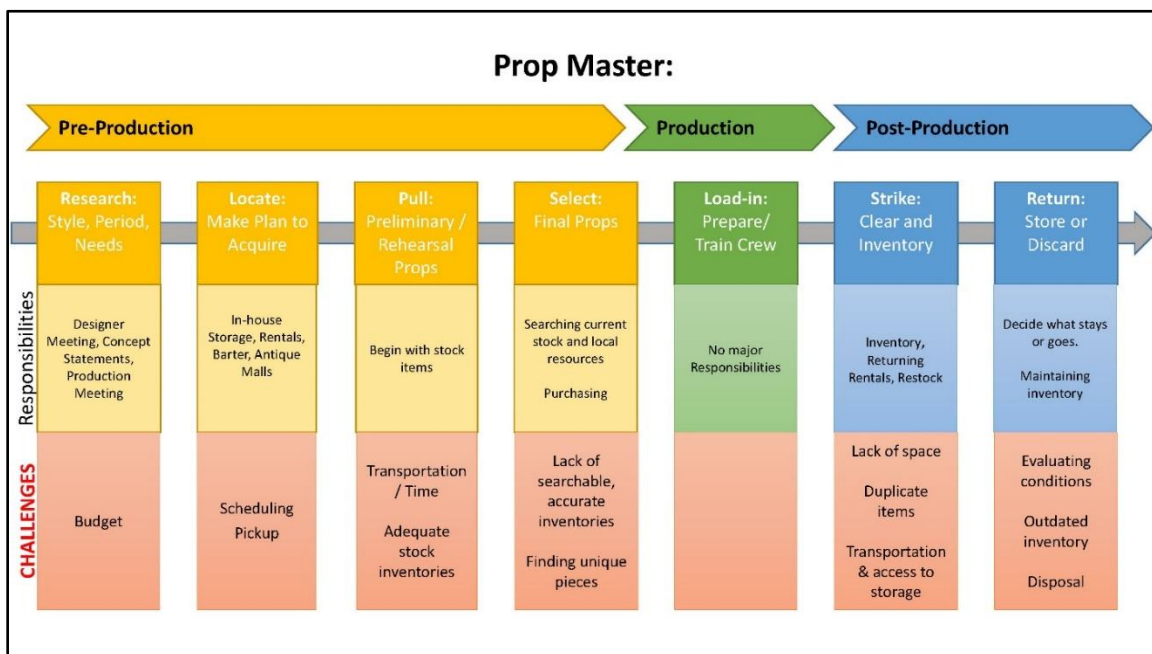 Prop Master:
Pre-Production
Production
Post-Production
Research:
Style, Period,
Needs
Locate:
Make Plan to
Acquire
Pull:
Preliminary /
Rehearsal
Props
Select:
Final Props
Load-in:
Prepare/
Train Crew
Strike:
Clear and
Inventory
Return:
Store or
Discard
Responsibilities
Designer
Meeting, Concept
Statements,
Production
Meeting
In-house
Storage, Rentals,
Barter, Antique
Malls
Begin with stock
items
Searching current
stock and local
resources
Purchasing
No major
Responsibilities
Inventory,
Returning
Rentals, Restock
Decide what stays
or goes.
Maintaining
inventory
CHALLENGES
Budget
Scheduling
Pickup
Transportation
/ Time
Adequate
stock
inventories
Lack of
searchable,
accurate
inventories
Finding unique
pieces
Lack of space
Duplicate
items
Transportation
& access to
storage
Evaluating
conditions
Outdated
inventory
Disposal